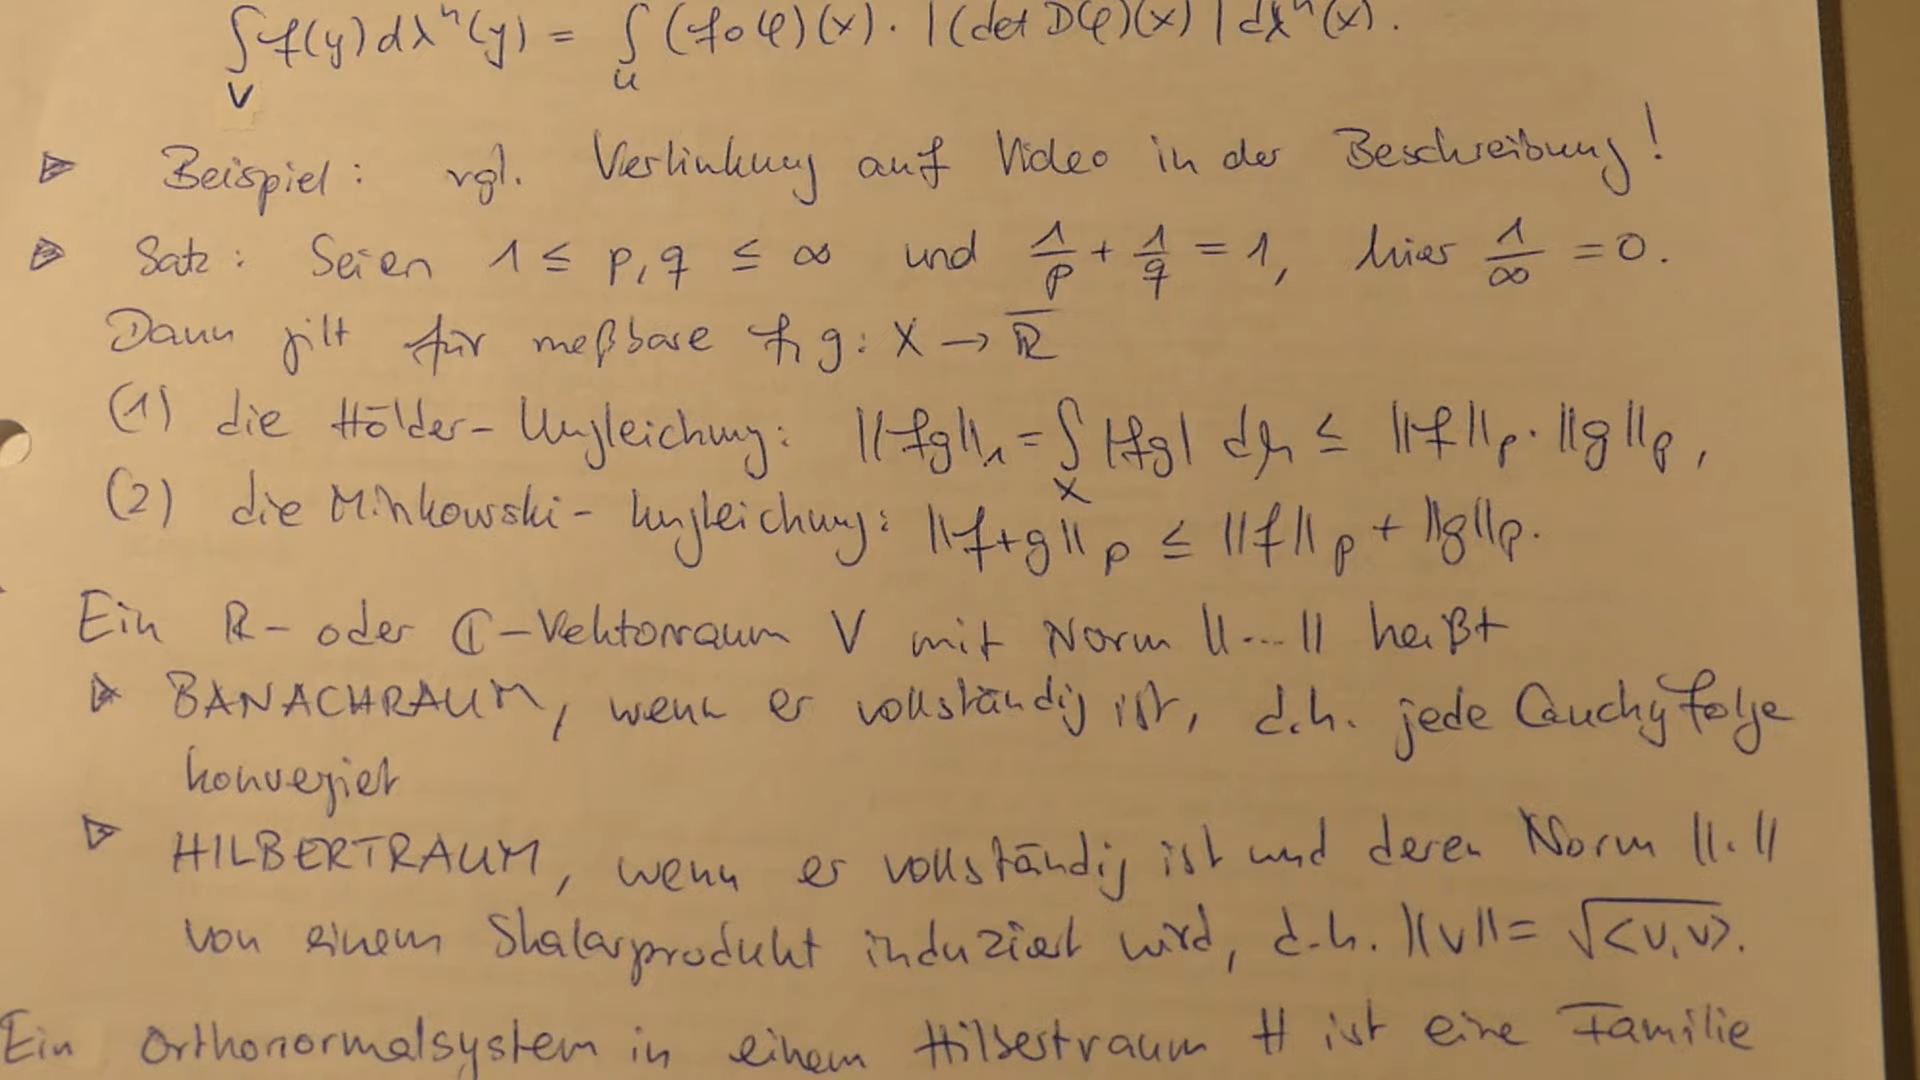 ∫_V f(y) dλⁿ(y) = ∫_U (f∘φ)(x) · |(det Dφ)(x)| dλⁿ(x).
▷ Beispiel: vgl. Verlinkung auf Video in der Beschreibung!
▷ Satz: Seien 1 ≤ p, q ≤ ∞ und 1/p + 1/q = 1, hier 1/∞ = 0.
Dann gilt für meßbare f, g: X → ℝ̅
(1) die Hölder-Ungleichung: ||fg||₁ = ∫_X |fg| dμ ≤ ||f||_p · ||g||_p,
(2) die Minkowski-Ungleichung: ||f+g||_p ≤ ||f||_p + ||g||_p.
Ein ℝ- oder ℂ-Vektorraum V mit Norm ||...|| heißt
▷ BANACHRAUM, wenn er vollständig ist, d.h. jede Cauchyfolge
konvergiert
▷ HILBERTRAUM, wenn er vollständig ist und deren Norm ||.||
von einem Skalarprodukt induziert wird, d.h. ||v|| = √<v,v>.
Ein Orthonormalsystem in einem Hilbertraum H ist eine Familie